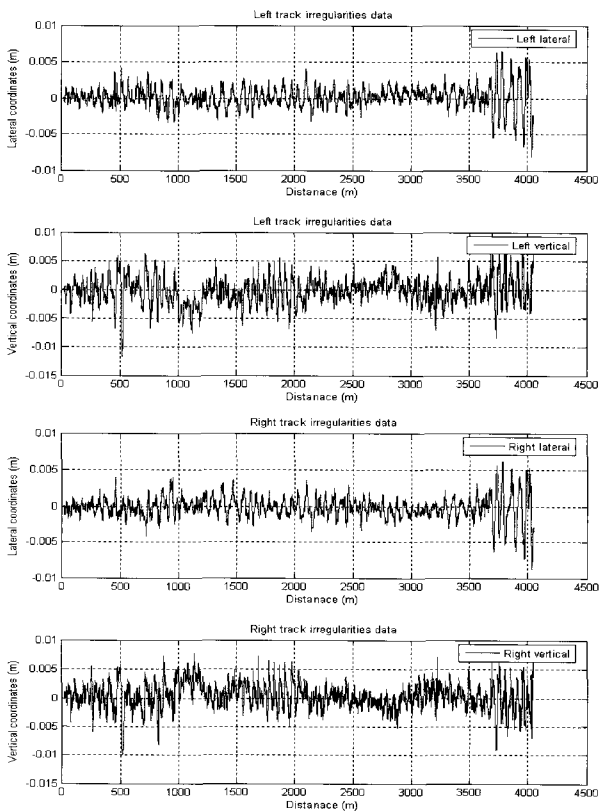 Left track irregularities data
0.01
0.005
0
-0.005
-0.01
Lateral coordinates (m)
Left lateral
0 500 1000 1500 2000 2500 3000 3500 4000 4500
Distanace (m)
Left track irregularities data
0.01
0.005
0
-0.005
-0.01
-0.015
Vertical coordinates (m)
Left vertical
0 500 1000 1500 2000 2500 3000 3500 4000 4500
Distanace (m)
Right track irregularities data
0.01
0.005
0
-0.005
-0.01
Lateral coordinates (m)
Right lateral
0 500 1000 1500 2000 2500 3000 3500 4000 4500
Distanace (m)
Right track irregularities data
0.01
0.005
0
-0.005
-0.01
-0.015
Vertical coordinates (m)
Right vertical
0 500 1000 1500 2000 2500 3000 3500 4000 4500
Distanace (m)